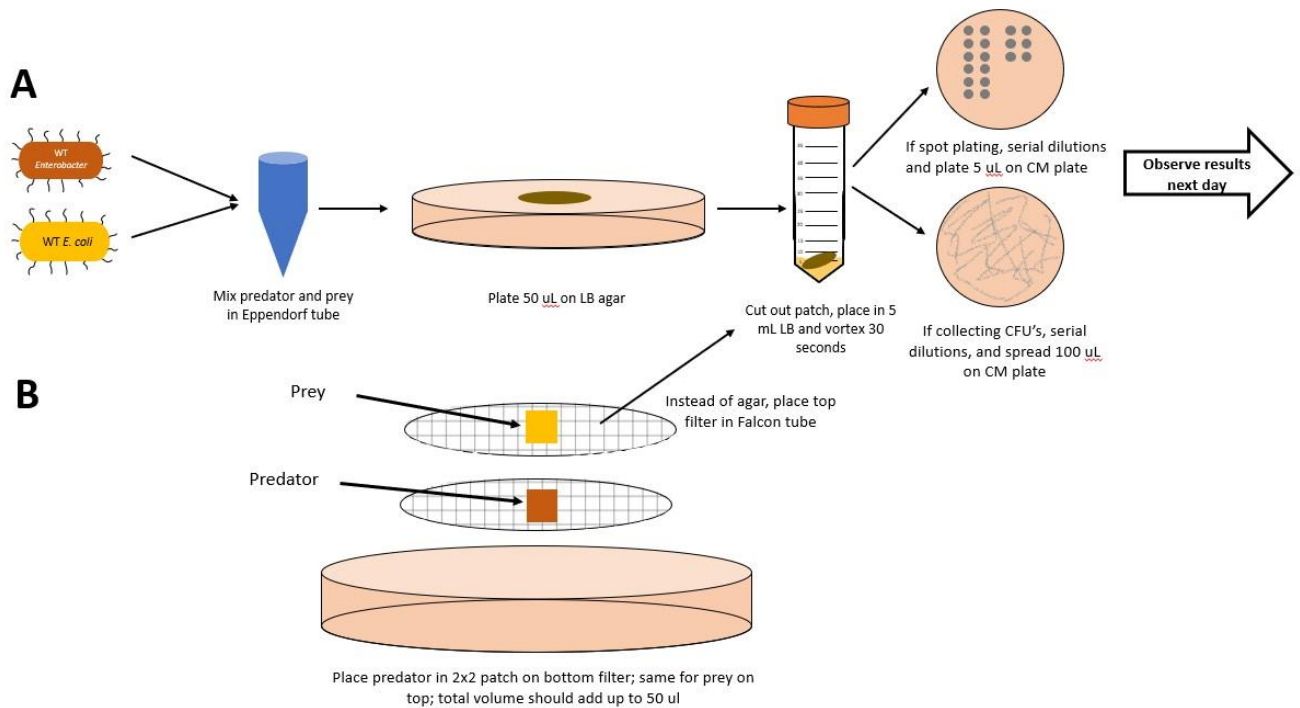 A
WT
Enterobacter
WT E. coli
Mix predator and prey
in Eppendorf tube
Plate 50 uL on LB agar
Cut out patch, place in 5
mL LB and vortex 30
seconds
If spot plating, serial dilutions
and plate 5 uL on CM plate
If collecting CFU's, serial
dilutions, and spread 100 uL
on CM plate
Observe results
next day
B
Prey
Predator
Instead of agar, place top
filter in Falcon tube
Place predator in 2x2 patch on bottom filter; same for prey on
top; total volume should add up to 50 ul